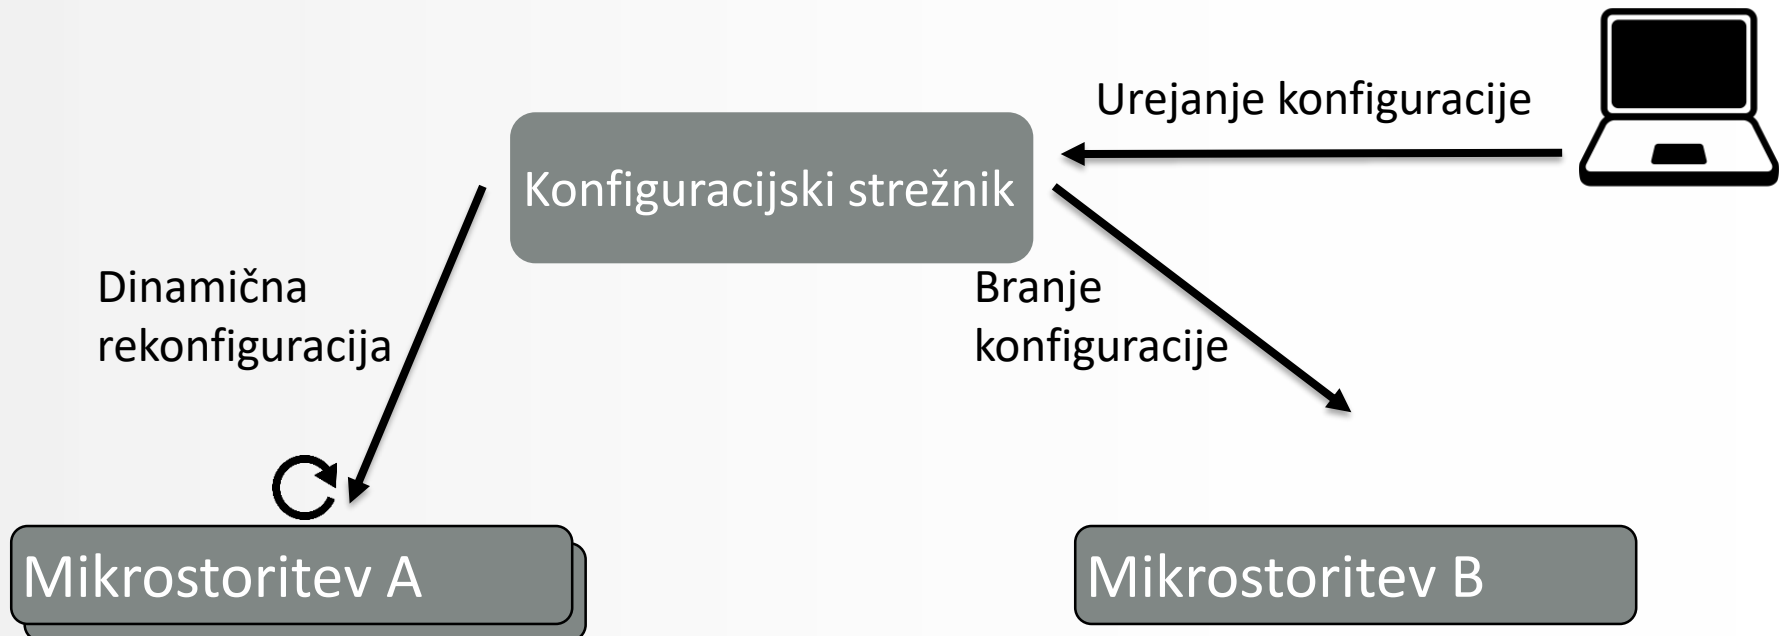 Urejanje konfiguracije
Konfiguracijski strežnik
Dinamična
rekonfiguracija
Branje
konfiguracije
Mikrostoritev A
Mikrostoritev B